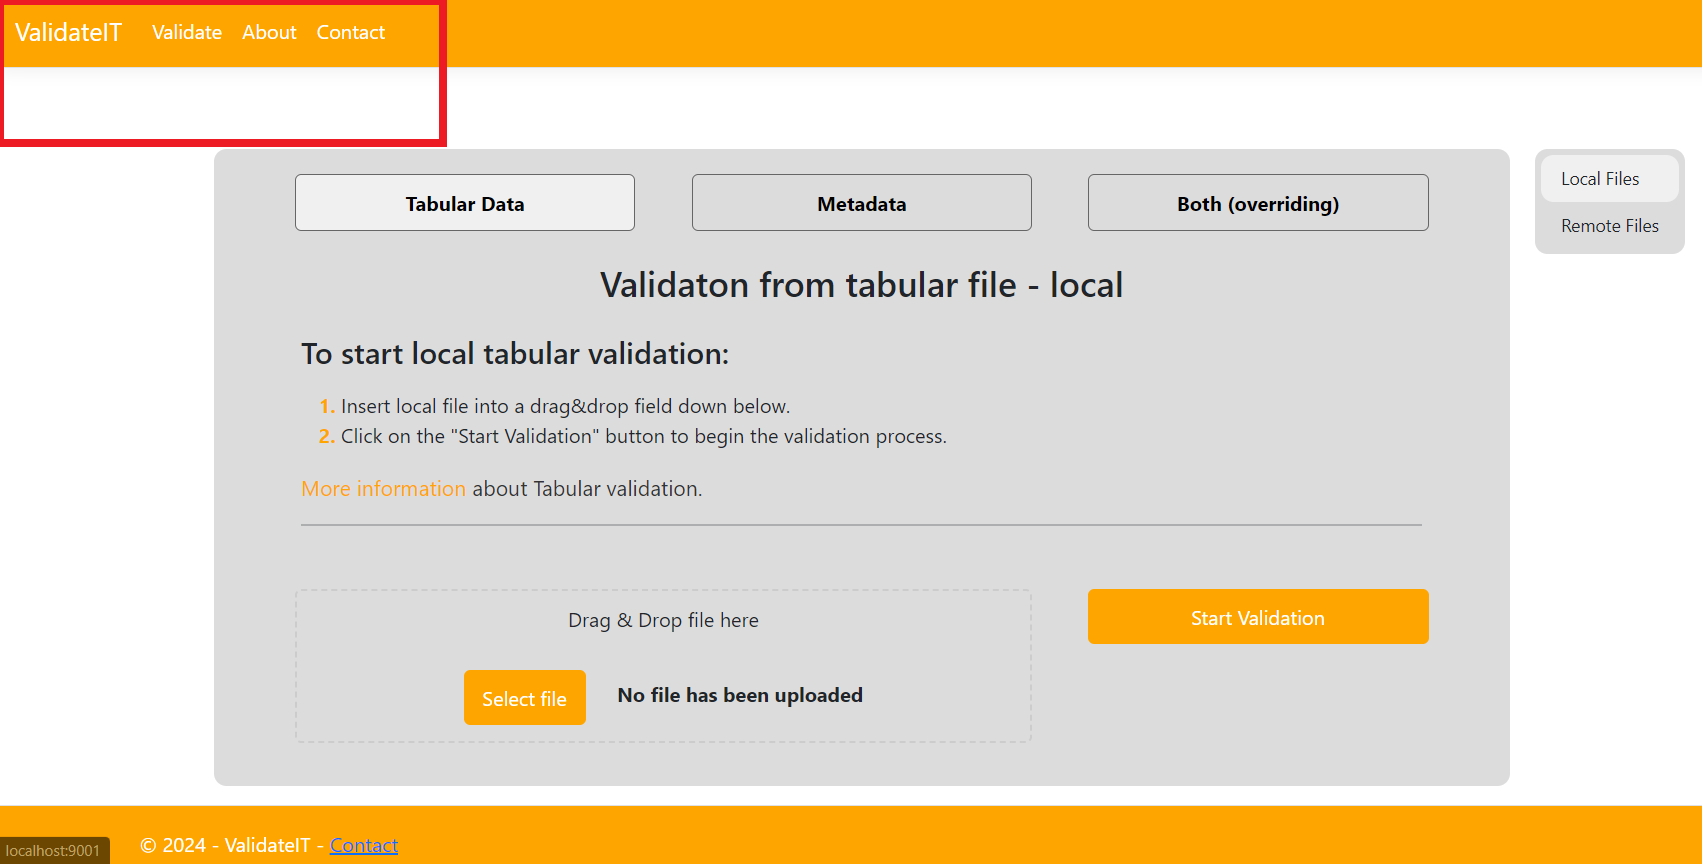 ValidateIT Validate About Contact
Local Files
Remote Files
Tabular Data Metadata Both (overriding)
Validaton from tabular file - local
To start local tabular validation:
1. Insert local file into a drag&drop field down below.
2. Click on the "Start Validation" button to begin the validation process.
More information about Tabular validation.
Drag & Drop file here
Start Validation
Select file No file has been uploaded
© 2024 - ValidateIT - Contact
localhost:9001